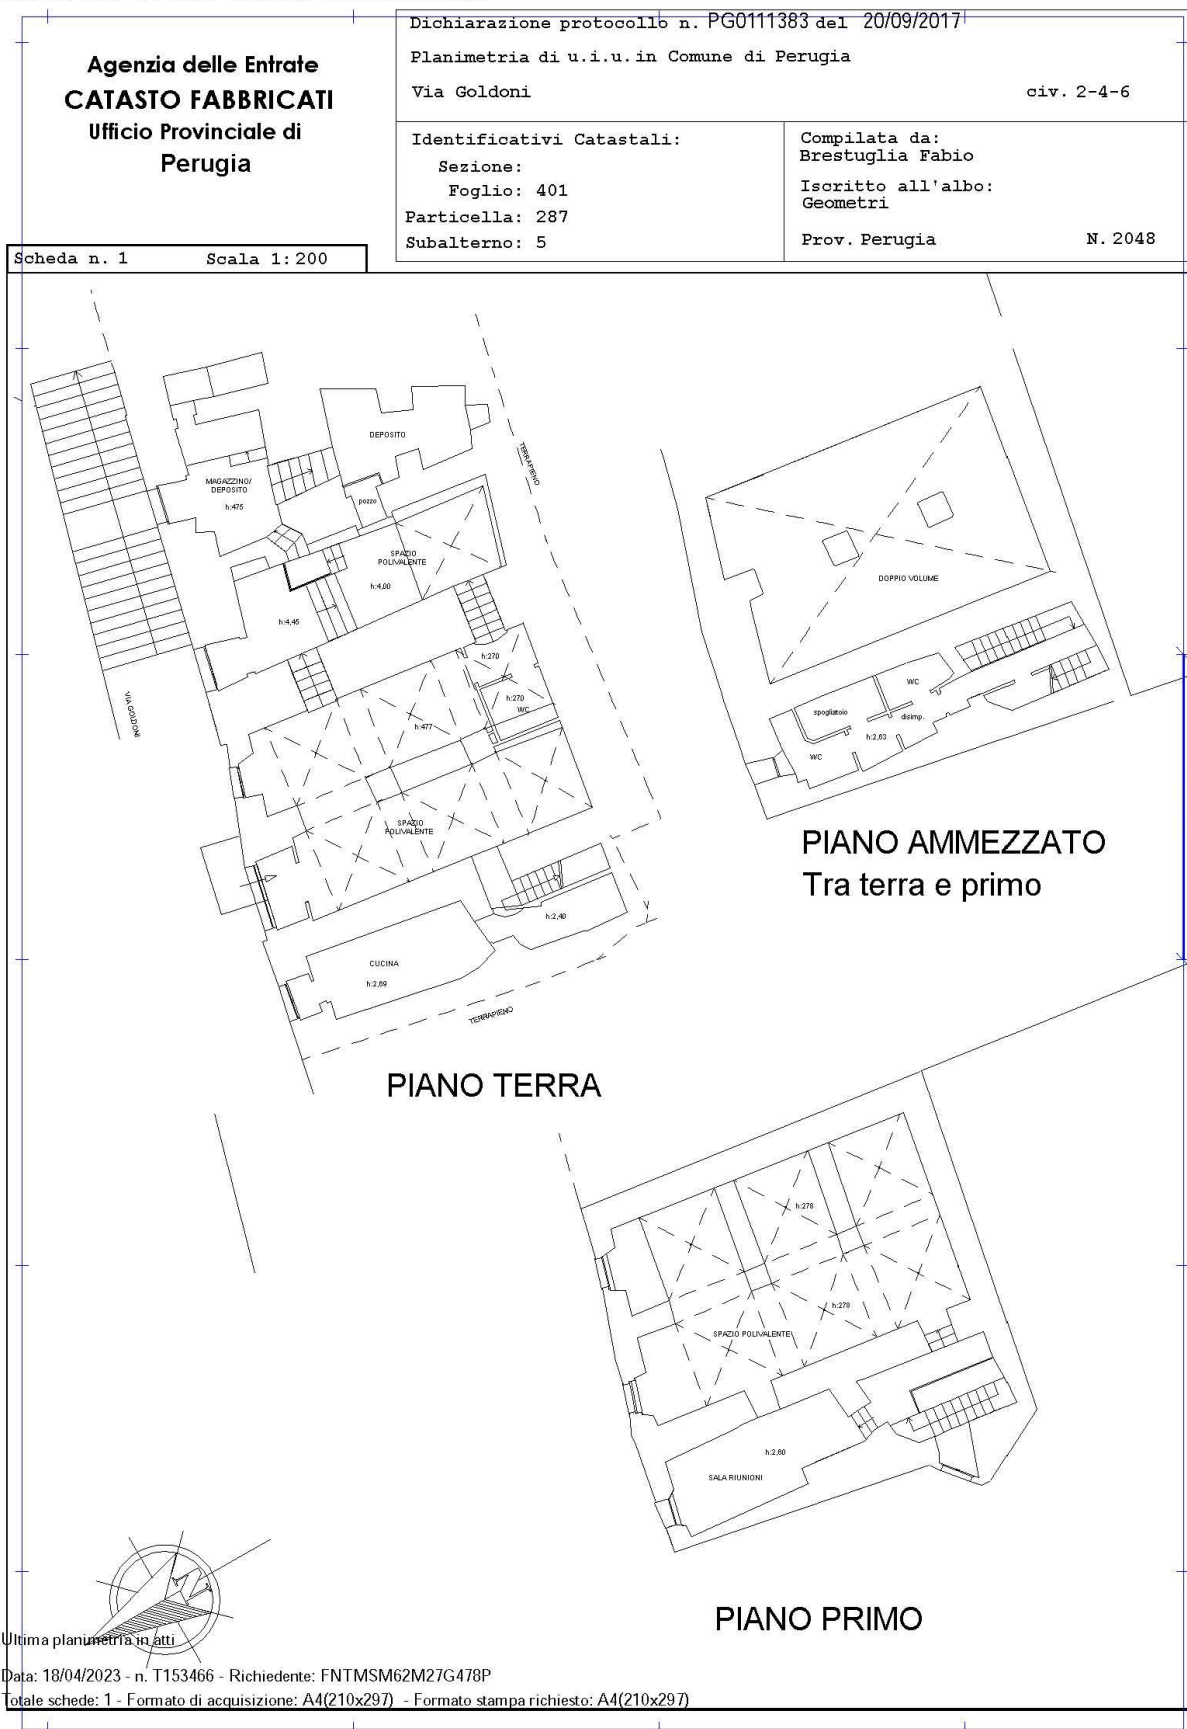 Dichiarazione protocollo n. PG0111383 del 20/09/2017
Planimetria di u.i.u. in Comune di Perugia
Via Goldoni civ. 2-4-6
Agenzia delle Entrate
CATASTO FABBRICATI
Ufficio Provinciale di
Perugia
Identificativi Catastali:
Sezione:
Foglio: 401
Particella: 287
Subalterno: 5
Compilata da:
Brestuglia Fabio
Iscritto all'albo:
Geometri
Prov. Perugia N. 2048
Scheda n. 1 Scala 1:200
DEPOSITO
TERRAPIENO
MAGAZZINO/
DEPOSITO
h:475
pozzo
SPAZIO
POLIVALENTE
h:4,00
h:4,45
h:270
h:270
WC
h:477
VIA GOLDONI
SPAZIO
POLIVALENTE
h:2,40
CUCINA
h:2,69
TERRAPIENO
PIANO TERRA
DOPPIO VOLUME
WC
spogliatoio
disimp.
h:2,63
WC
PIANO AMMEZZATO
Tra terra e primo
h:278
h:278
SPAZIO POLIVALENTE
h:2,60
SALA RIUNIONI
PIANO PRIMO
N
Ultima planimetria in atti
Data: 18/04/2023 - n. T153466 - Richiedente: FNTMSM62M27G478P
Totale schede: 1 - Formato di acquisizione: A4(210x297) - Formato stampa richiesto: A4(210x297)